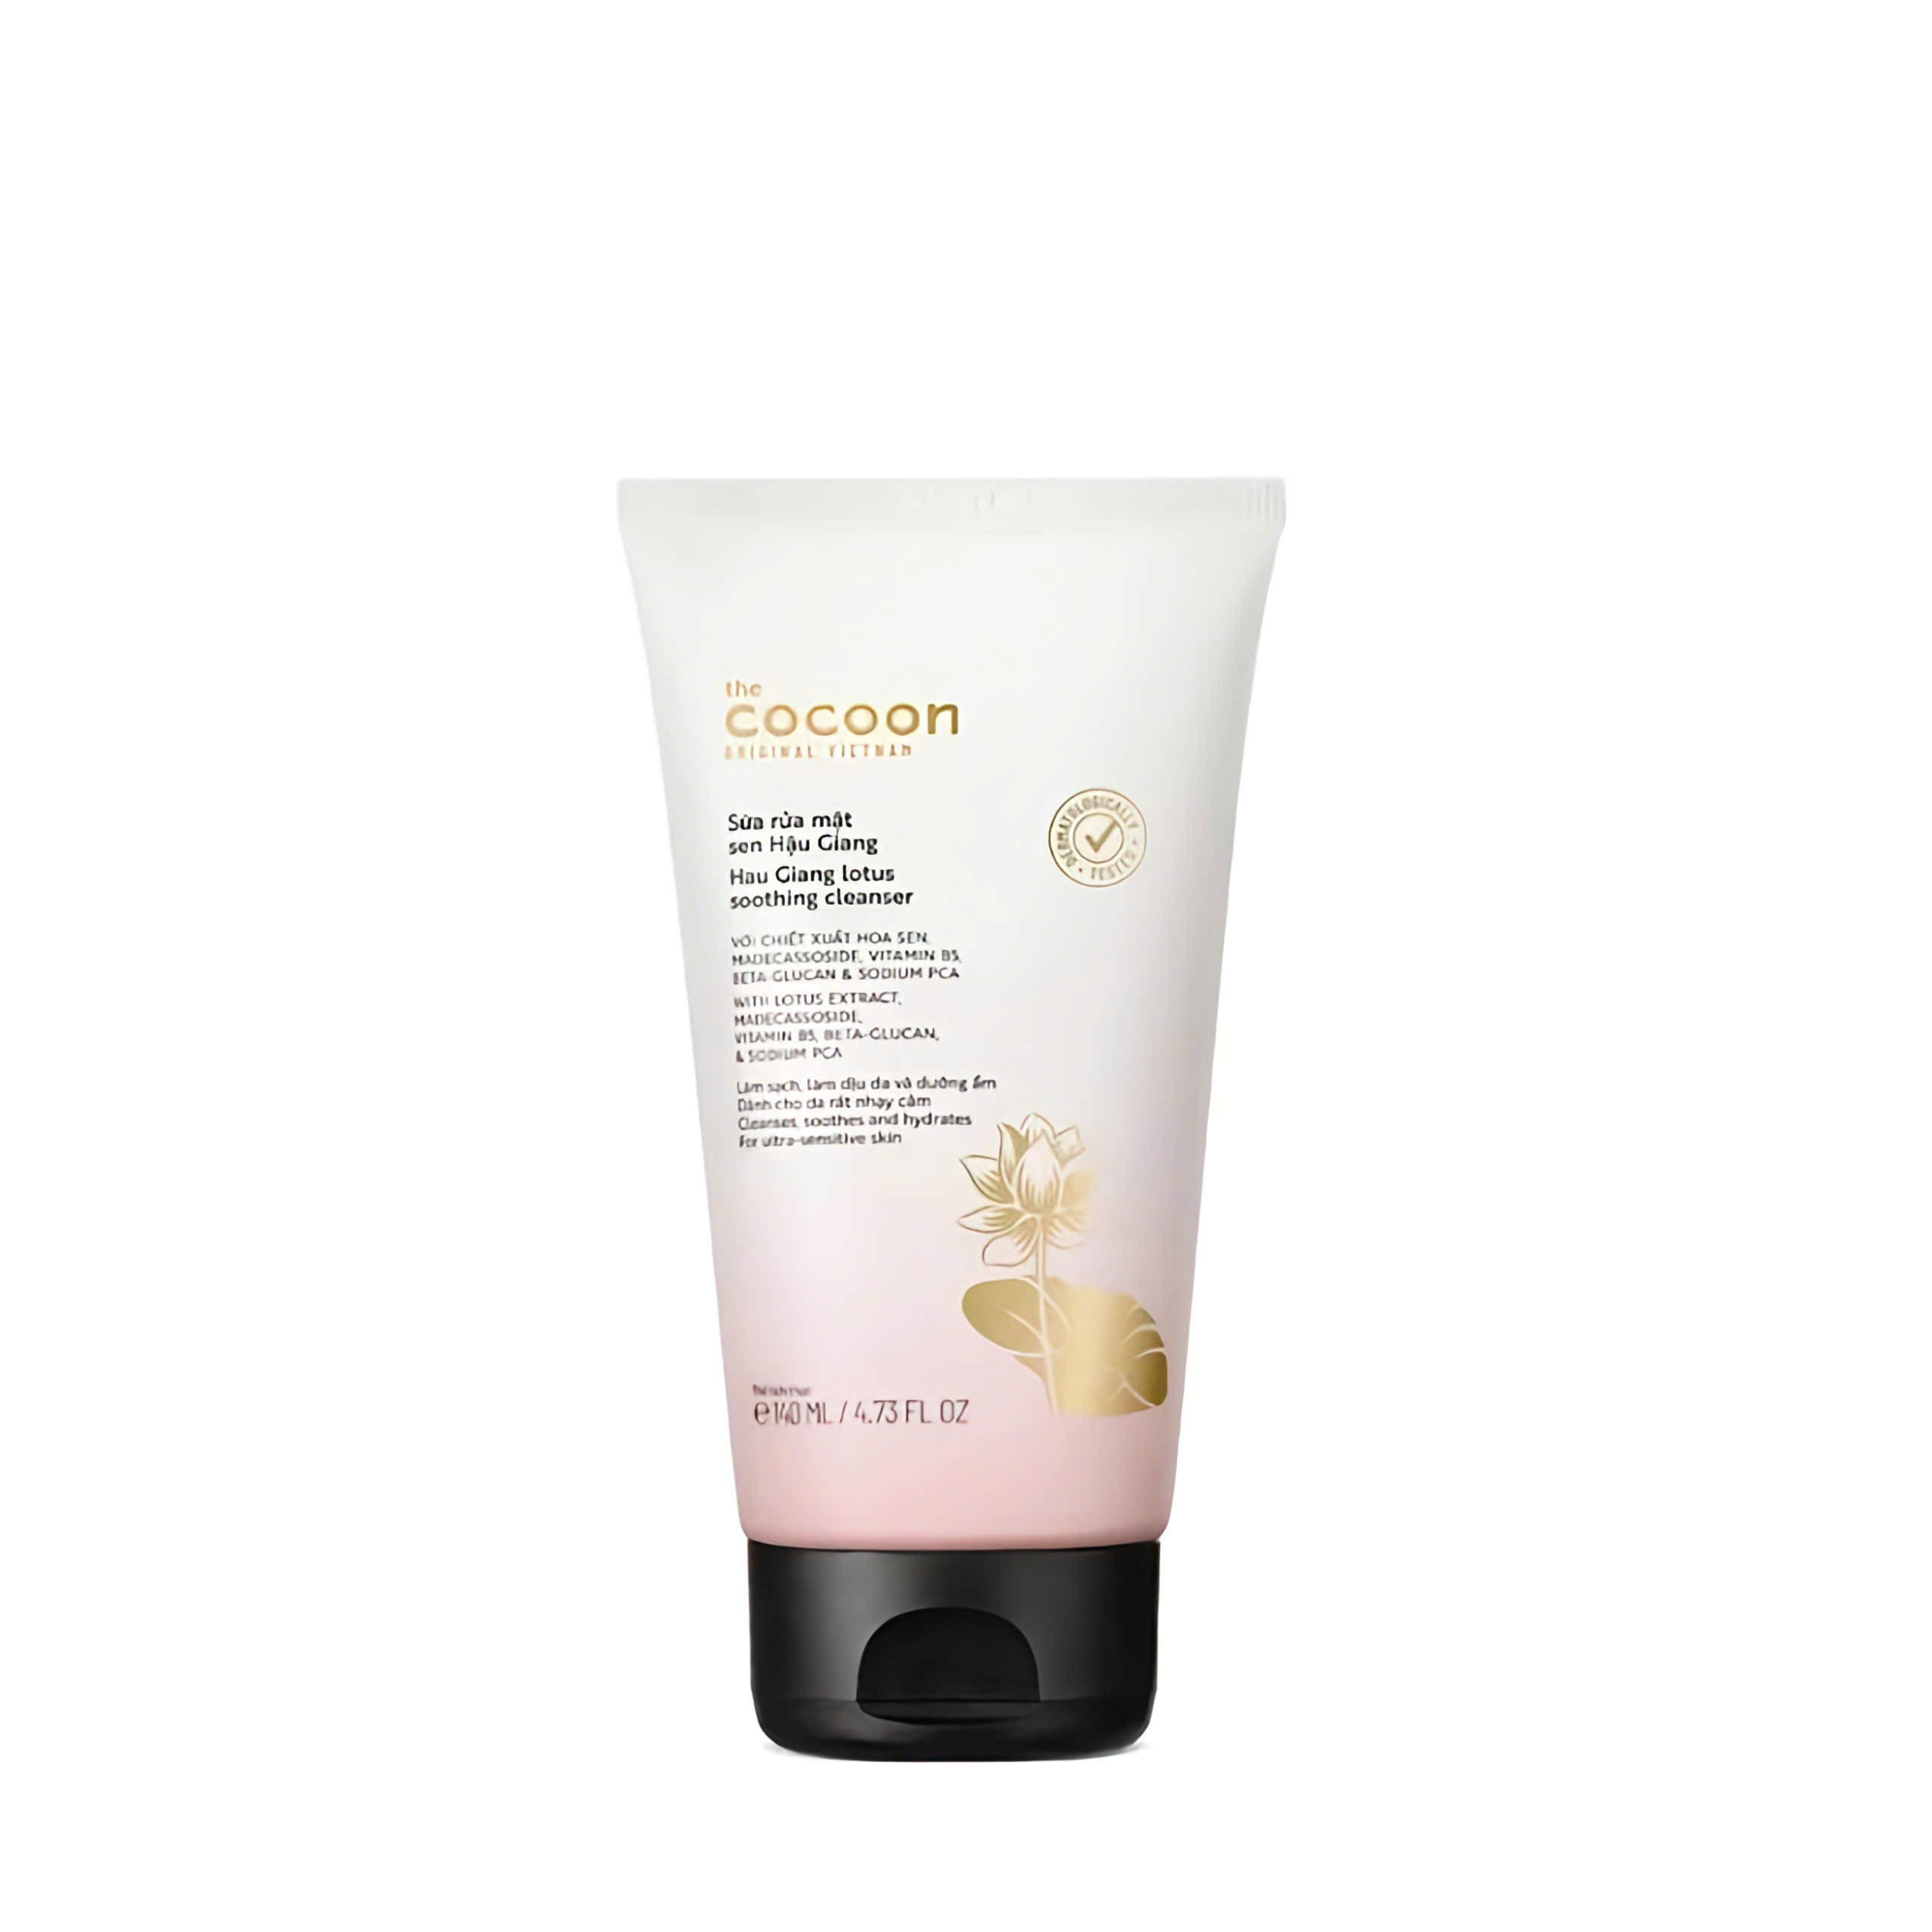 the
cocoon
ORIGINAL VIETNAM
Sữa rửa mặt
sen Hậu Giang
Hau Giang lotus
soothing cleanser
DERMATOLOGICALLY • TESTED •
VỚI CHIẾT XUẤT HOA SEN,
MADECASSOSIDE, VITAMIN B5,
BETA-GLUCAN & SODIUM PCA
WITH LOTUS EXTRACT,
MADECASSOSIDE,
VITAMIN B5, BETA-GLUCAN,
& SODIUM PCA
Làm sạch, làm dịu da và dưỡng ẩm
Dành cho da rất nhạy cảm
Cleanses, soothes and hydrates
For ultra-sensitive skin
Thể tích thực
e 140 ML / 4.73 FL OZ